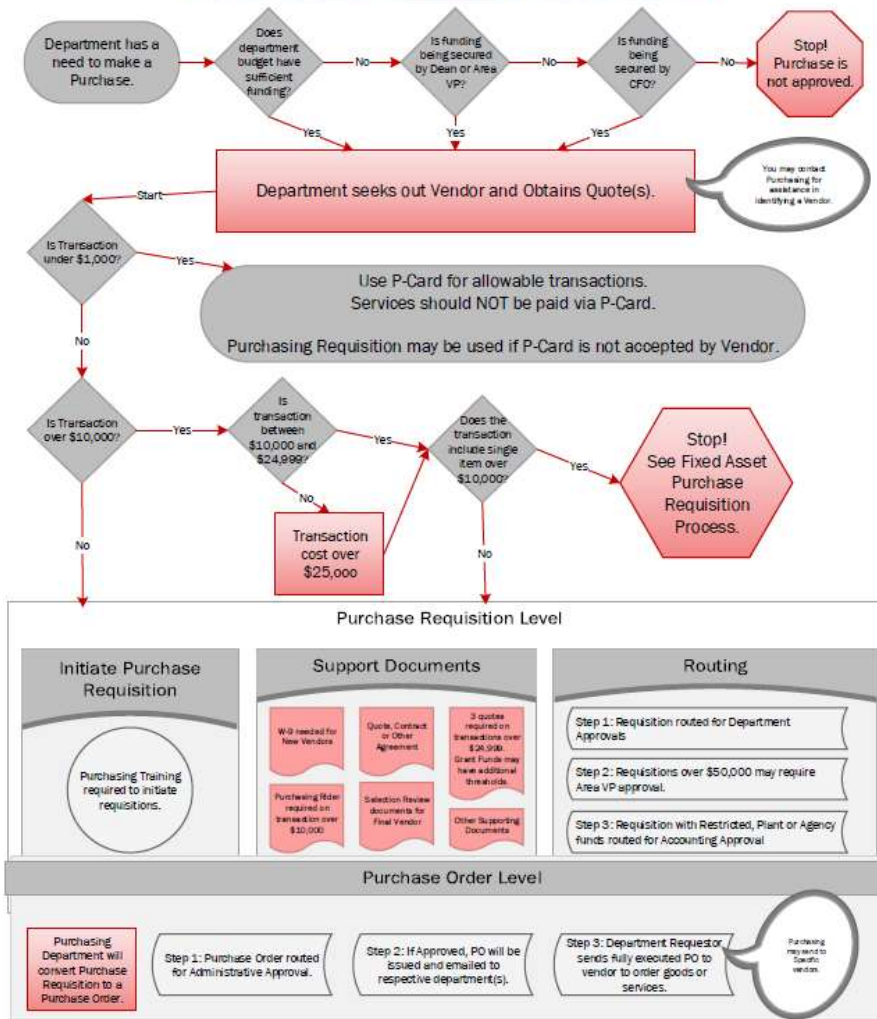 Department has a
need to make a
Purchase.
Does
department
budget have
sufficient
funding?
No
Is funding
being secured
by Dean or Area
VP?
No
Is funding
being
secured by
CFO?
No
Stop!
Purchase is
not approved.
Yes
Yes
Yes
Department seeks out Vendor and Obtains Quote(s).
You may contact
Purchasing for
assistance in
identifying a Vendor.
Start
Is Transaction
under $1,000?
Yes
Use P-Card for allowable transactions.
Services should NOT be paid via P-Card.
Purchasing Requisition may be used if P-Card is not accepted by Vendor.
No
Is Transaction
over $10,000?
Yes
Is
transaction
between
$10,000 and
$24,999?
Yes
Does the
transaction
include single
item over
$10,000?
Yes
Stop!
See Fixed Asset
Purchase
Requisition
Process.
No
Transaction
cost over
$25,000
No
No
Purchase Requisition Level
Initiate Purchase
Requisition
Purchasing Training
required to initiate
requisitions.
Support Documents
W-9 needed for
New Vendors
Quote, Contract
or Other
Agreement
3 quotes
required on
transactions over
$24,999.
Grant Funds may
have additional
thresholds.
Purchasing Rider
required on
transaction over
$10,000
Selection Review
documents for
Final Vendor
Other Supporting
Documents
Routing
Step 1: Requisition routed for Department
Approvals
Step 2: Requisitions over $50,000 may require
Area VP approval.
Step 3: Requisition with Restricted, Plant or Agency
funds routed for Accounting Approval
Purchase Order Level
Purchasing
Department will
convert Purchase
Requisition to a
Purchase Order.
Step 1: Purchase Order routed
for Administrative Approval.
Step 2: If Approved, PO will be
issued and emailed to
respective department(s).
Step 3: Department Requestor
sends fully executed PO to
vendor to order goods or
services.
Purchasing
may send to
Specific
vendors.